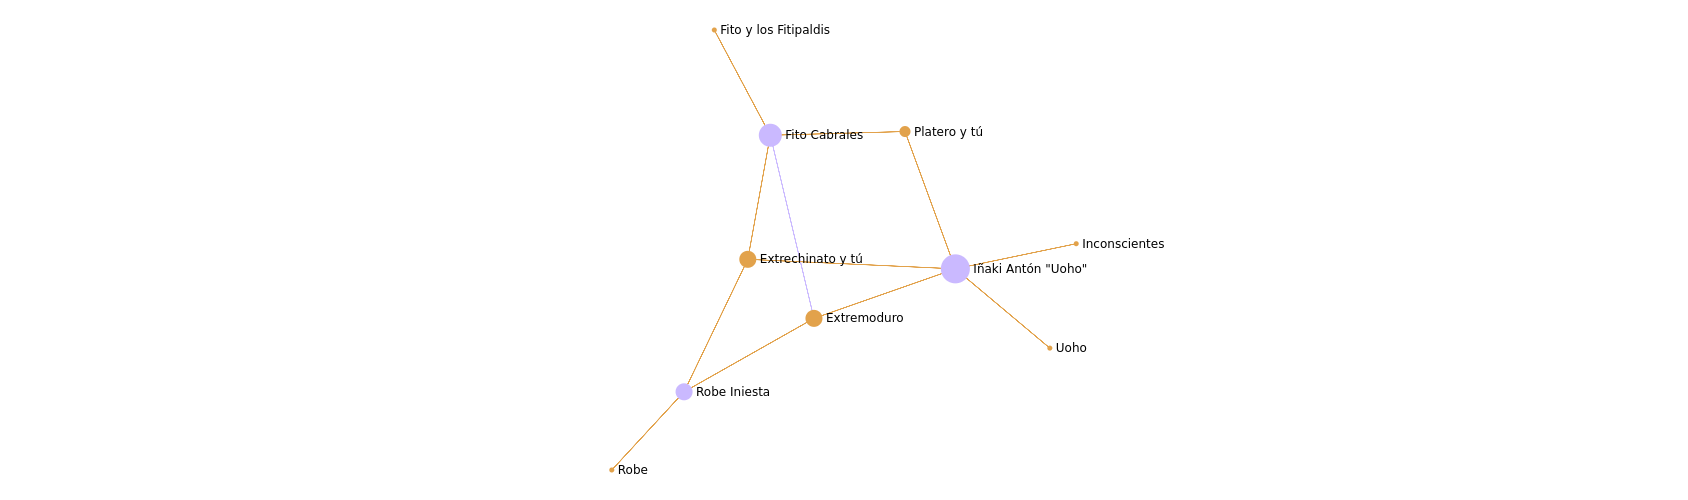 Fito y los Fitipaldis
Platero y tú
Fito Cabrales
Inconscientes
Extrechinato y tú
Iñaki Antón "Uoho"
Extremoduro
Uoho
Robe Iniesta
Robe